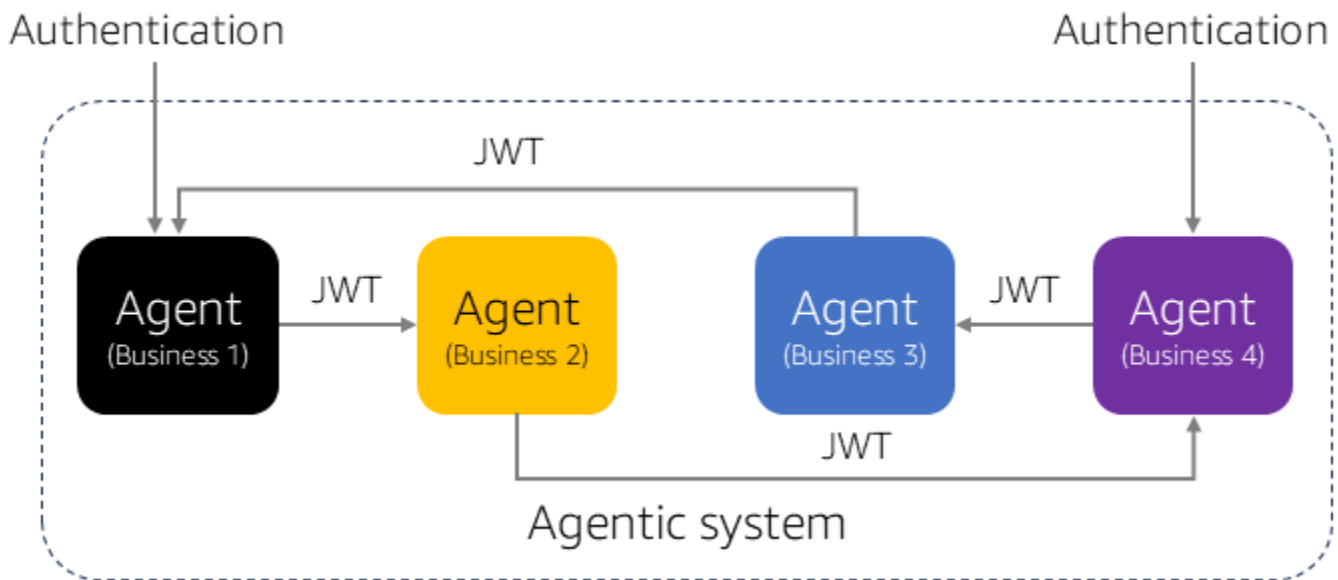 Authentication
Authentication
JWT
Agent
(Business 1)
JWT
Agent
(Business 2)
Agent
(Business 3)
JWT
Agent
(Business 4)
JWT
Agentic system